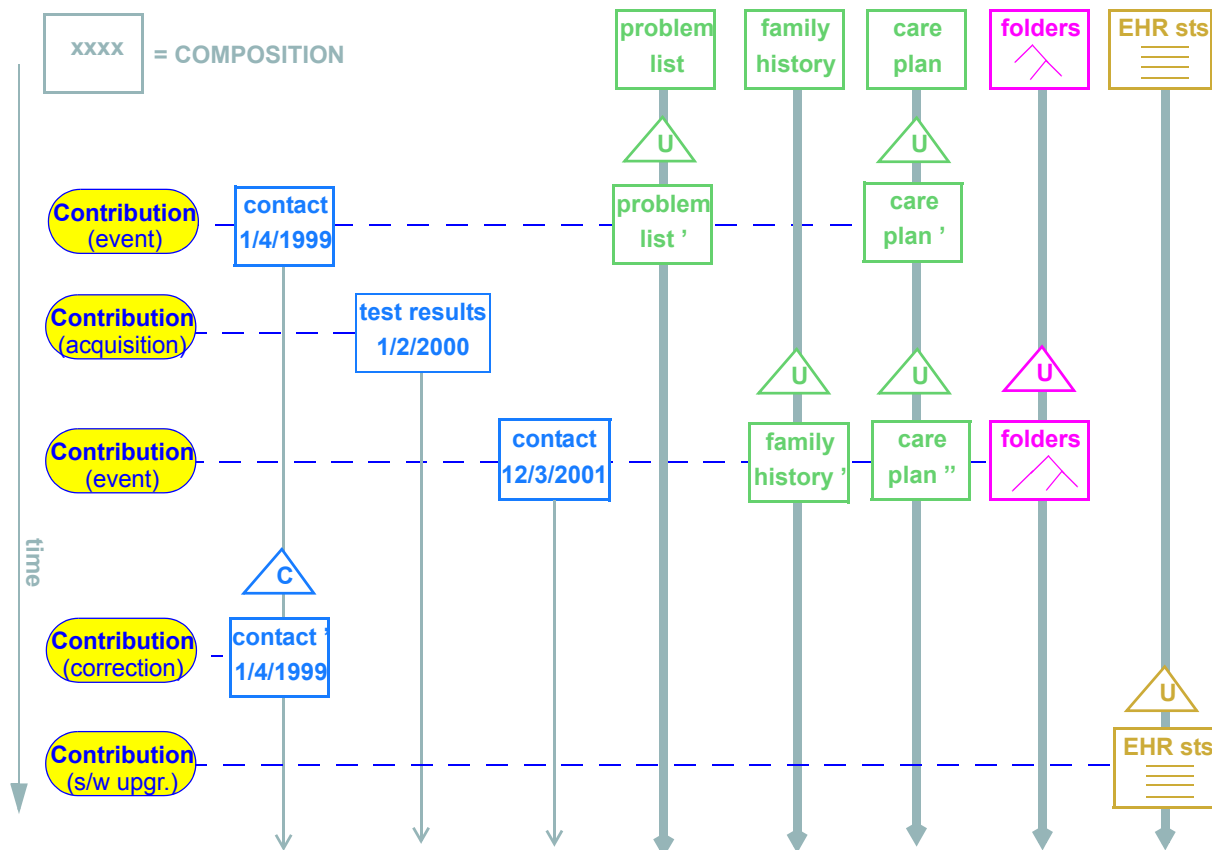 xxxx
= COMPOSITION
problem
list
family
history
care
plan
folders
EHR sts
U
U
Contribution
(event)
contact
1/4/1999
problem
list ’
care
plan ’
Contribution
(acquisition)
test results
1/2/2000
U
U
U
Contribution
(event)
contact
12/3/2001
family
history ’
care
plan ”
folders
time
C
Contribution
(correction)
contact ’
1/4/1999
U
Contribution
(s/w upgr.)
EHR sts